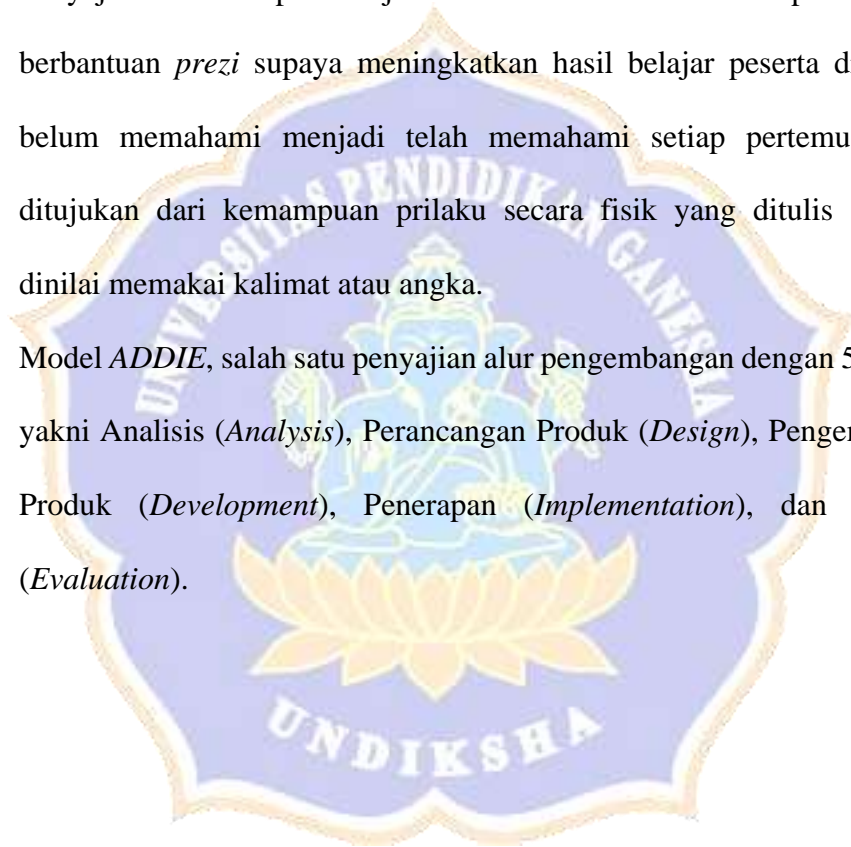 berbantuan prezi supaya meningkatkan hasil belajar peserta
belum memahami menjadi telah memahami setiap
ditujukan dari kemampuan prilaku secara fisik yang ditulis
dinilai memakai kalimat atau angka.
Model ADDIE, salah satu penyajian alur pengembangan dengan 5
yakni Analisis (Analysis), Perancangan Produk (Design),
Produk (Development), Penerapan (Implementation), dan
(Evaluation).
UNIVERSITAS PENDIDIKAN GANESHA
UNDIKSHA